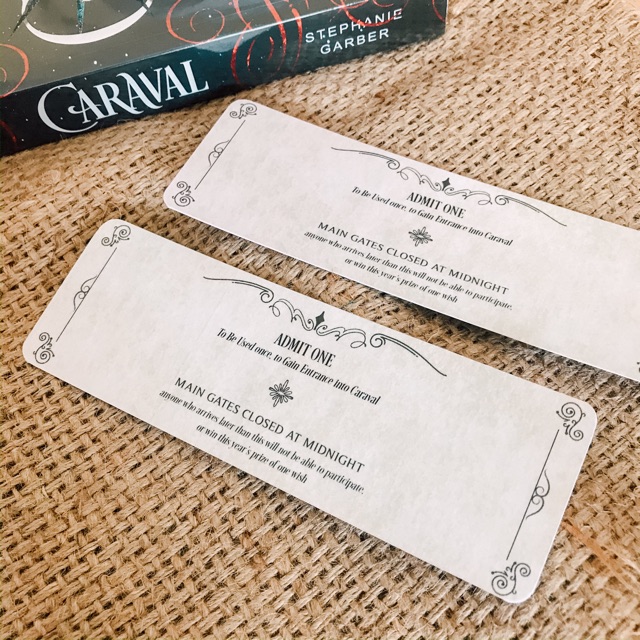 CARAVAL
STEPHANIE
GARBER
ADMIT ONE
To Be Used once, to Gain Entrance Into Caraval
MAIN GATES CLOSED AT MIDNIGHT
anyone who arrives later than this will not be able to participate,
or win this year's prize of one wish
ADMIT ONE
To Be Used once, to Gain Entrance Into Caraval
MAIN GATES CLOSED AT MIDNIGHT
anyone who arrives later than this will not be able to participate,
or win this year's prize of one wish